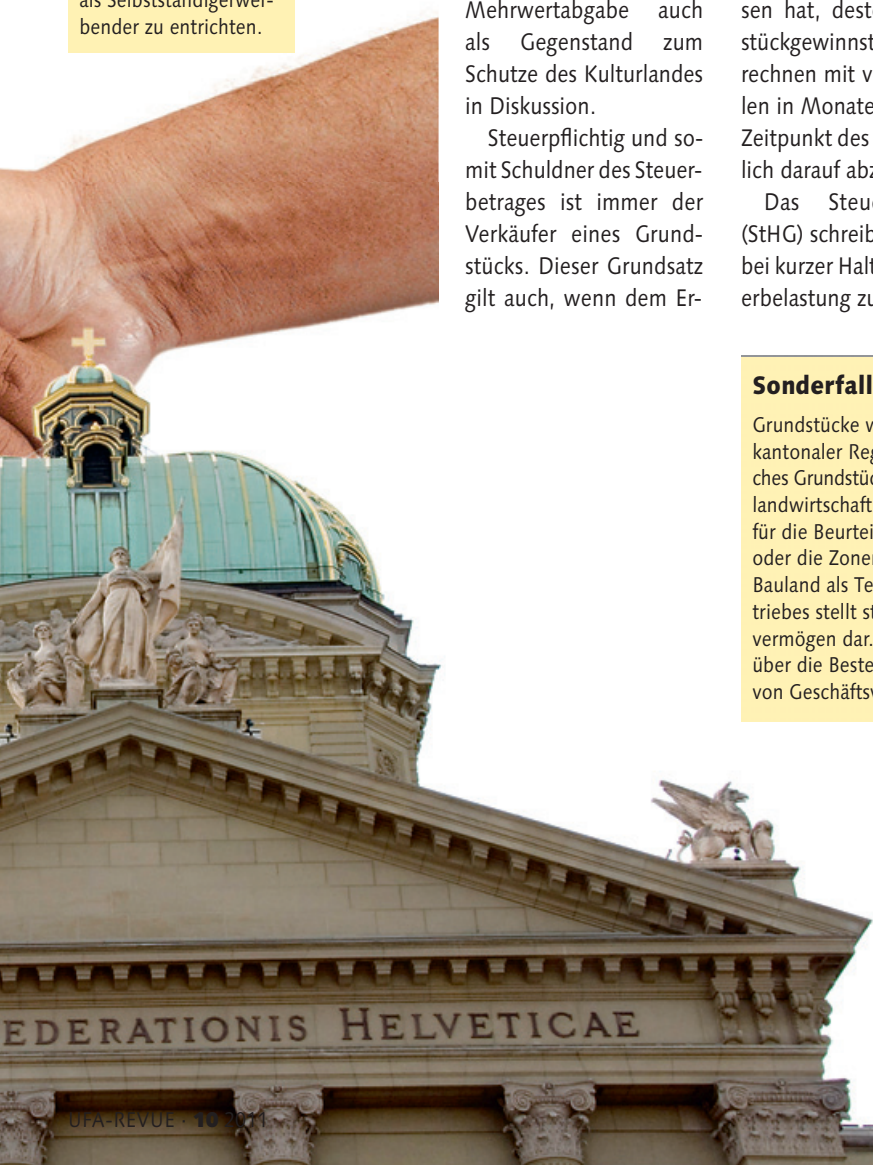 als Selbstständigerwer-
bender zu entrichten.
Mehrwertabgabe auch
als Gegenstand zum
Schutze des Kulturlandes
in Diskussion.
Steuerpflichtig und so-
mit Schuldner des Steuer-
betrages ist immer der
Verkäufer eines Grund-
stücks. Dieser Grundsatz
gilt auch, wenn dem Er-
sen hat, dest
stückgewinnst
rechnen mit v
len in Monate
Zeitpunkt des
lich darauf abz
Das Steu
(StHG) schreib
bei kurzer Halt
erbelastung zu
Sonderfall
Grundstücke w
kantonaler Reg
ches Grundstüc
landwirtschaft
für die Beurtei
oder die Zonen
Bauland als Te
triebes stellt st
vermögen dar.
über die Beste
von Geschäftsv
EDERATIONIS HELVETICAE
UFA-REVUE · 10 2011